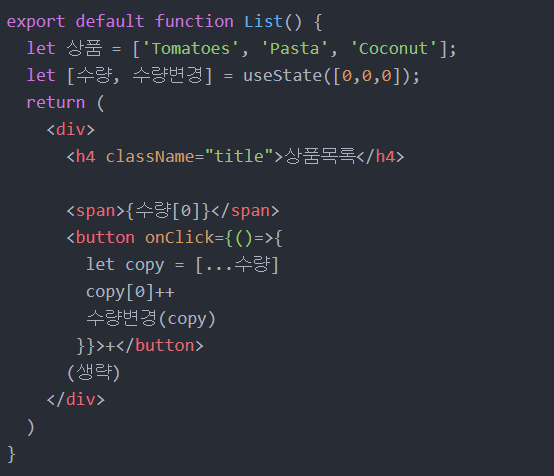 export default function List() {
  let 상품 = ['Tomatoes', 'Pasta', 'Coconut'];
  let [수량, 수량변경] = useState([0,0,0]);
  return (
    <div>
      <h4 className="title">상품목록</h4>

      <span>{수량[0]}</span>
      <button onClick={()=>{
        let copy = [...수량]
        copy[0]++
        수량변경(copy)
       }}>+</button>
      (생략)
    </div>
  )
}